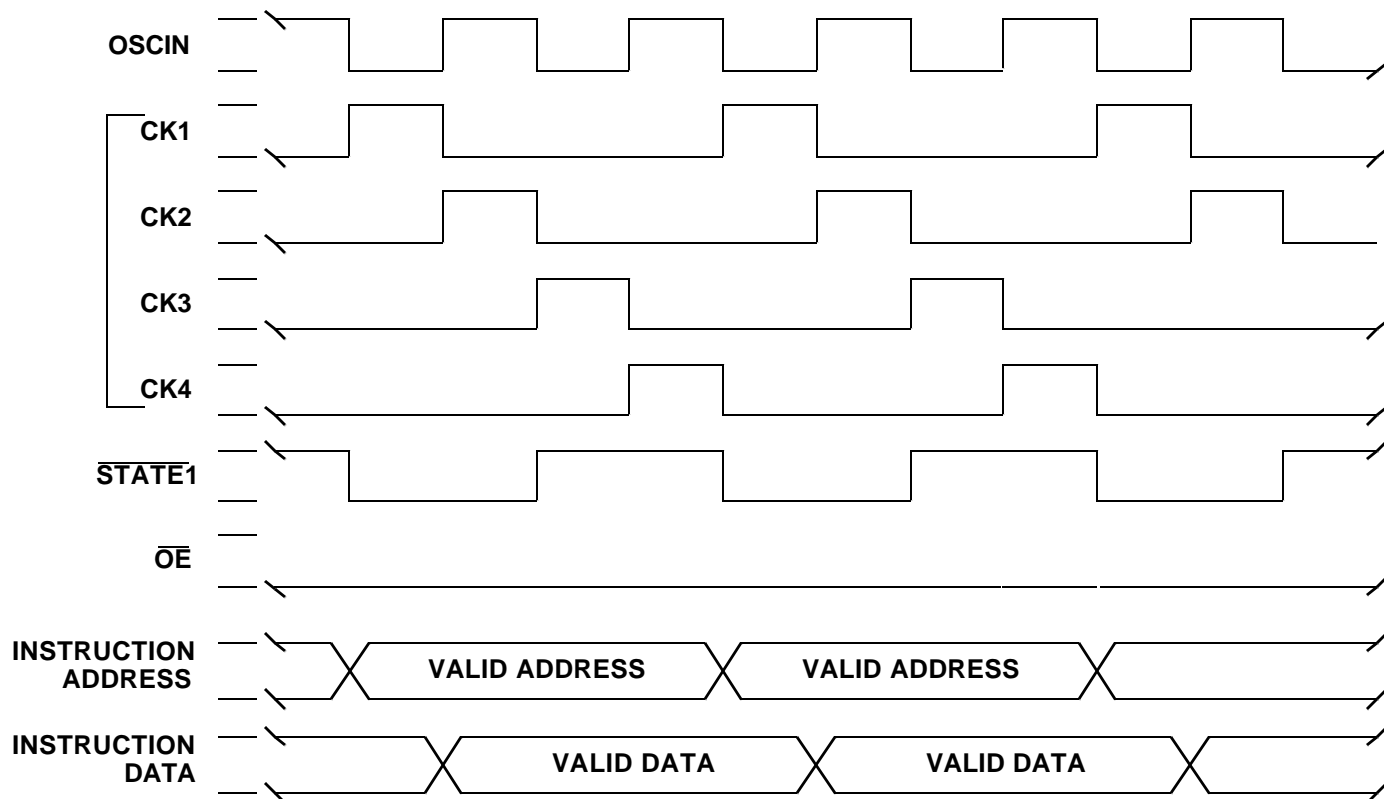 OSCIN
CK1
CK2
CK3
CK4
STATE1
OE
INSTRUCTION
ADDRESS
VALID ADDRESS
VALID ADDRESS
INSTRUCTION
DATA
VALID DATA
VALID DATA